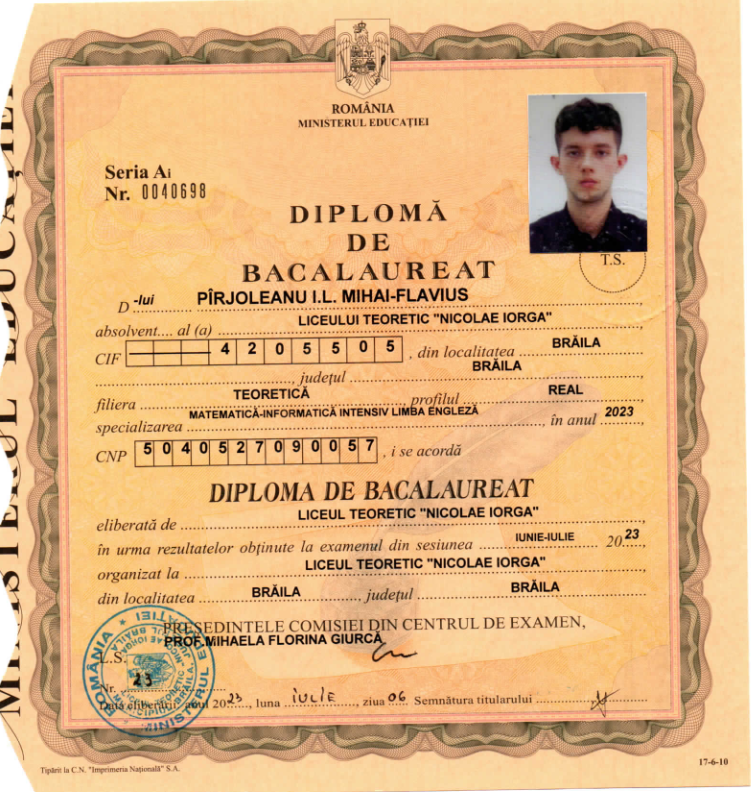 ROMÂNIA
MINISTERUL EDUCAȚIEI
Seria Ai
Nr. 0040698
DIPLOMĂ
DE
BACALAUREAT
T.S.
D -lui PÎRJOLEANU I.L. MIHAI-FLAVIUS
absolvent.... al (a) LICEULUI TEORETIC "NICOLAE IORGA"
CIF 4 2 0 5 5 0 5 , din localitatea BRĂILA
, județul BRĂILA
filiera TEORETICĂ , profilul REAL
specializarea MATEMATICĂ-INFORMATICĂ INTENSIV LIMBA ENGLEZĂ , în anul 2023
CNP 5 0 4 0 5 2 7 0 9 0 0 5 7 , i se acordă
DIPLOMA DE BACALAUREAT
eliberată de LICEUL TEORETIC "NICOLAE IORGA" ,
în urma rezultatelor obținute la examenul din sesiunea IUNIE-IULIE 20 23 ,
organizat la LICEUL TEORETIC "NICOLAE IORGA"
din localitatea BRĂILA , județul BRĂILA
PREȘEDINTELE COMISIEI DIN CENTRUL DE EXAMEN,
PROF.MIHAELA FLORINA GIURCĂ
L.S.
Nr. 23
Data eliberării: anul 20 23 , luna IULIE , ziua 06 Semnătura titularului
ROMÂNIA * MINISTERUL EDUCAȚIEI
Tipărit la C.N. "Imprimeria Națională" S.A.
17-6-10
MINISTERUL EDUCAȚIEI